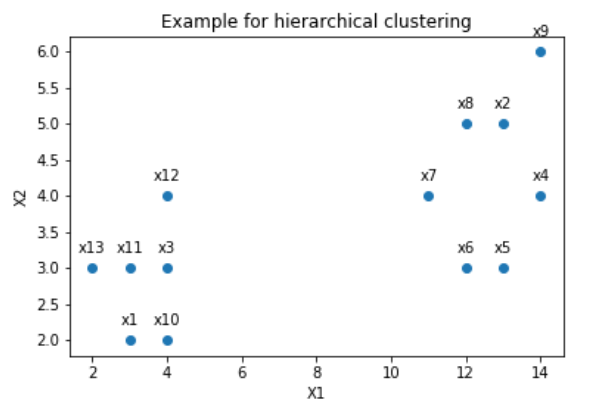 Example for hierarchical clustering
x9
6.0
5.5
x8 x2
5.0
4.5
x12 x7 x4
4.0
3.5
x13 x11 x3 x6 x5
3.0
2.5
x1 x10
2.0
X2
2 4 6 8 10 12 14
X1